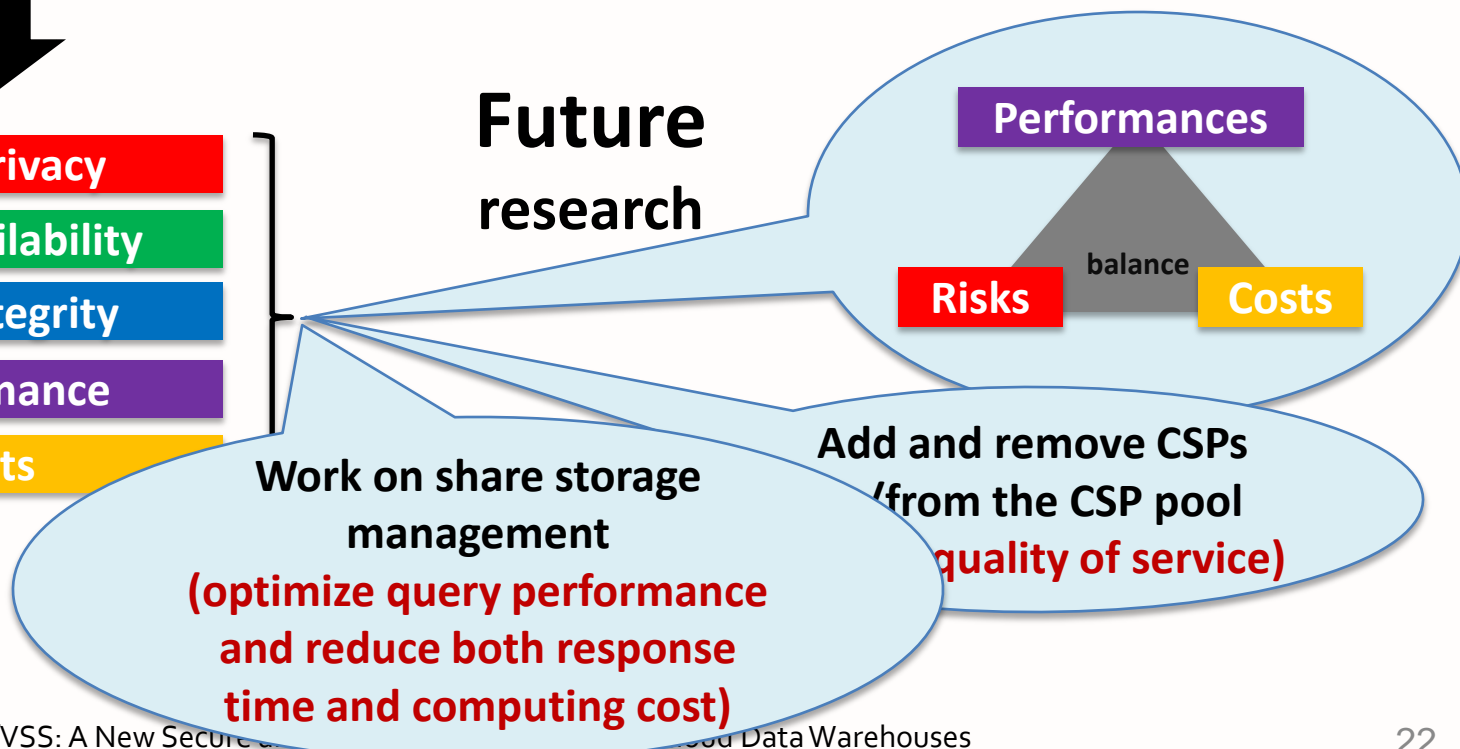 Future
research
rivacy
ilability
tegrity
nance
ts
Performances
balance
Risks
Costs
Add and remove CSPs
/from the CSP pool
quality of service)
Work on share storage
management
(optimize query performance
and reduce both response
time and computing cost)
VSS: A New Secure Data Warehouses
22